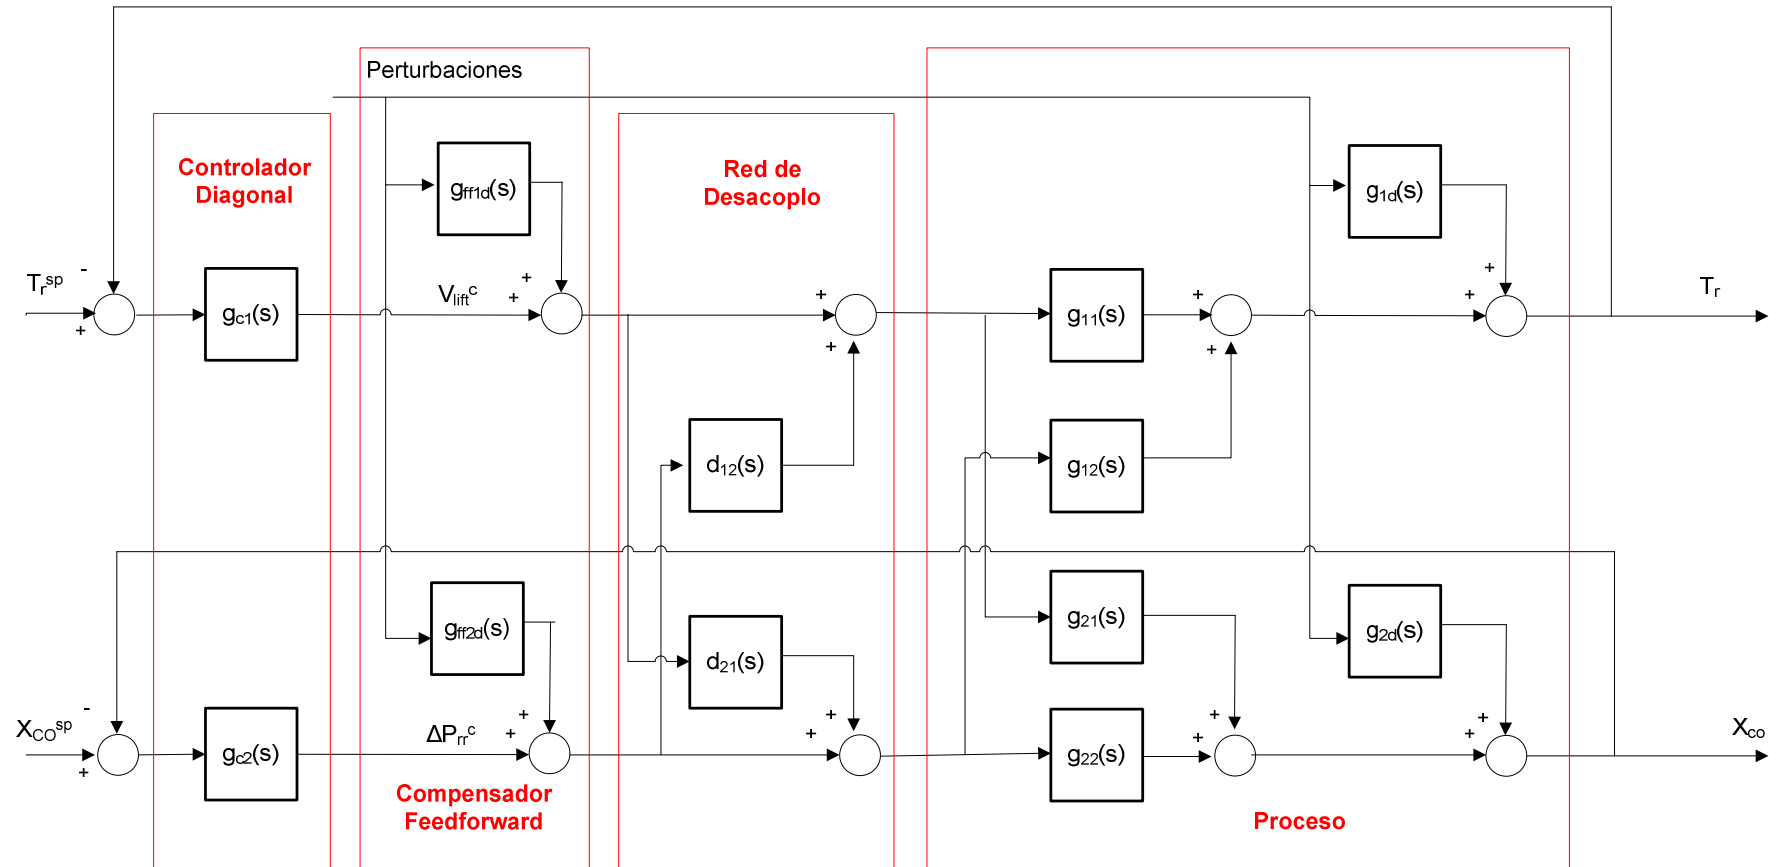 Perturbaciones
Controlador
Diagonal
gff1d(s)
Red de
Desacoplo
g1d(s)
-
Trsp
+
gc1(s)
Vliftc
+
+
+
+
g11(s)
+
+
+
+
Tr
d12(s)
g12(s)
gff2d(s)
d21(s)
g21(s)
g2d(s)
-
XCOsp
+
gc2(s)
ΔPrrc
+
+
+
+
g22(s)
+
+
+
+
Xco
Compensador
Feedforward
Proceso